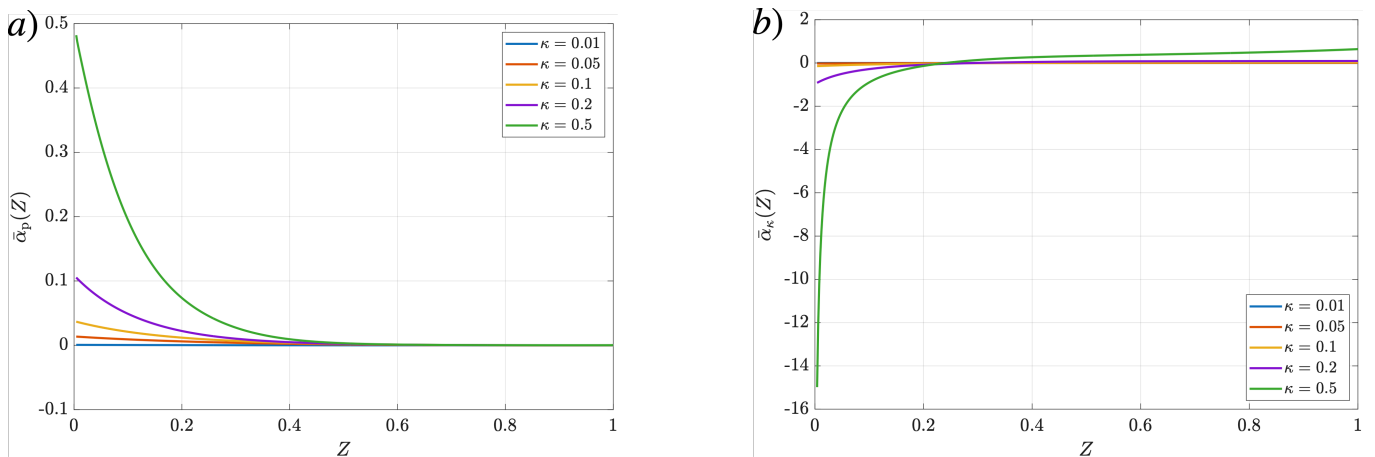 a)
0.5
0.4
0.3
0.2
0.1
0
-0.1
ᾱₚ(Z)
0 0.2 0.4 0.6 0.8 1
Z
κ = 0.01
κ = 0.05
κ = 0.1
κ = 0.2
κ = 0.5
b)
2
0
-2
-4
-6
-8
-10
-12
-14
-16
ᾱ_κ(Z)
0 0.2 0.4 0.6 0.8 1
Z
κ = 0.01
κ = 0.05
κ = 0.1
κ = 0.2
κ = 0.5